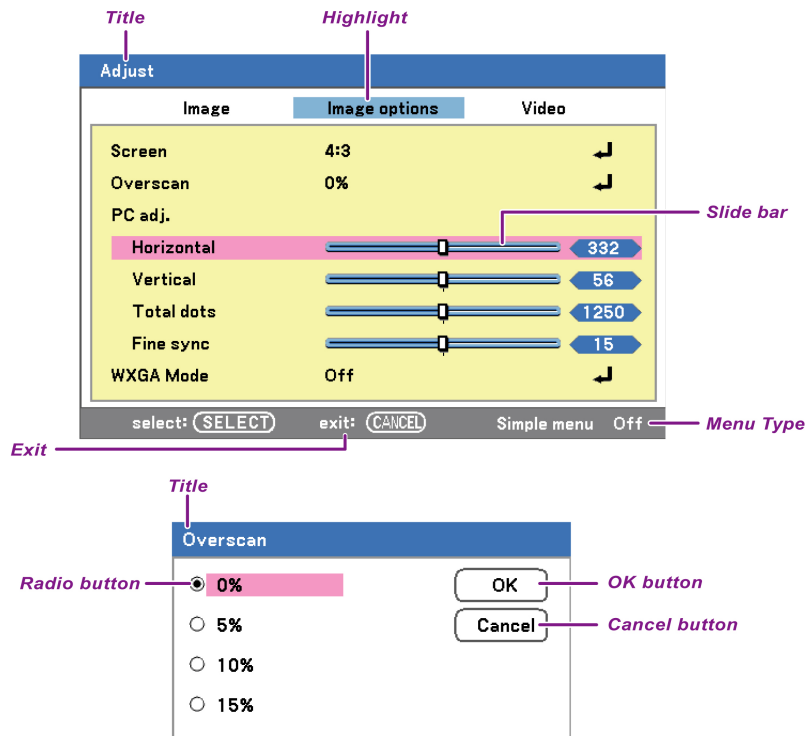 Title Highlight
Adjust
Image Image options Video
Screen 4:3
Overscan 0%
PC adj.
Slide bar
Horizontal 332
Vertical 56
Total dots 1250
Fine sync 15
WXGA Mode Off
select: SELECT exit: CANCEL Simple menu Off
Menu Type
Exit
Title
Overscan
Radio button 0% OK OK button
5% Cancel Cancel button
10%
15%